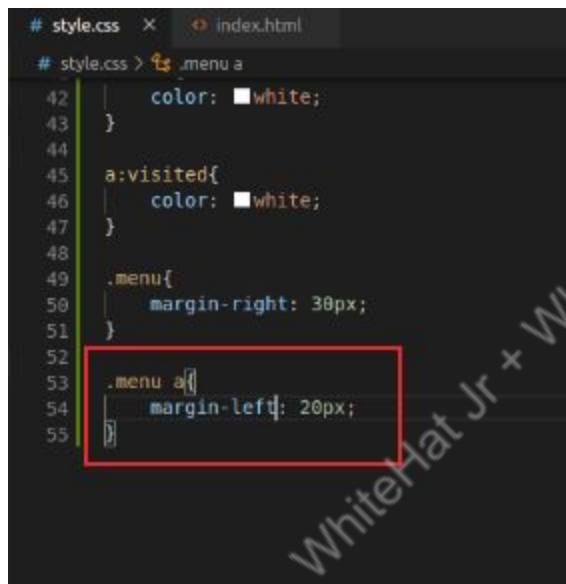 # style.css × <> index.html
# style.css > .menu a
42 color: white;
43 }
44
45 a:visited{
46 color: white;
47 }
48
49 .menu{
50 margin-right: 30px;
51 }
52
53 .menu a{
54 margin-left: 20px;
55 }
WhiteHat Jr + Wh